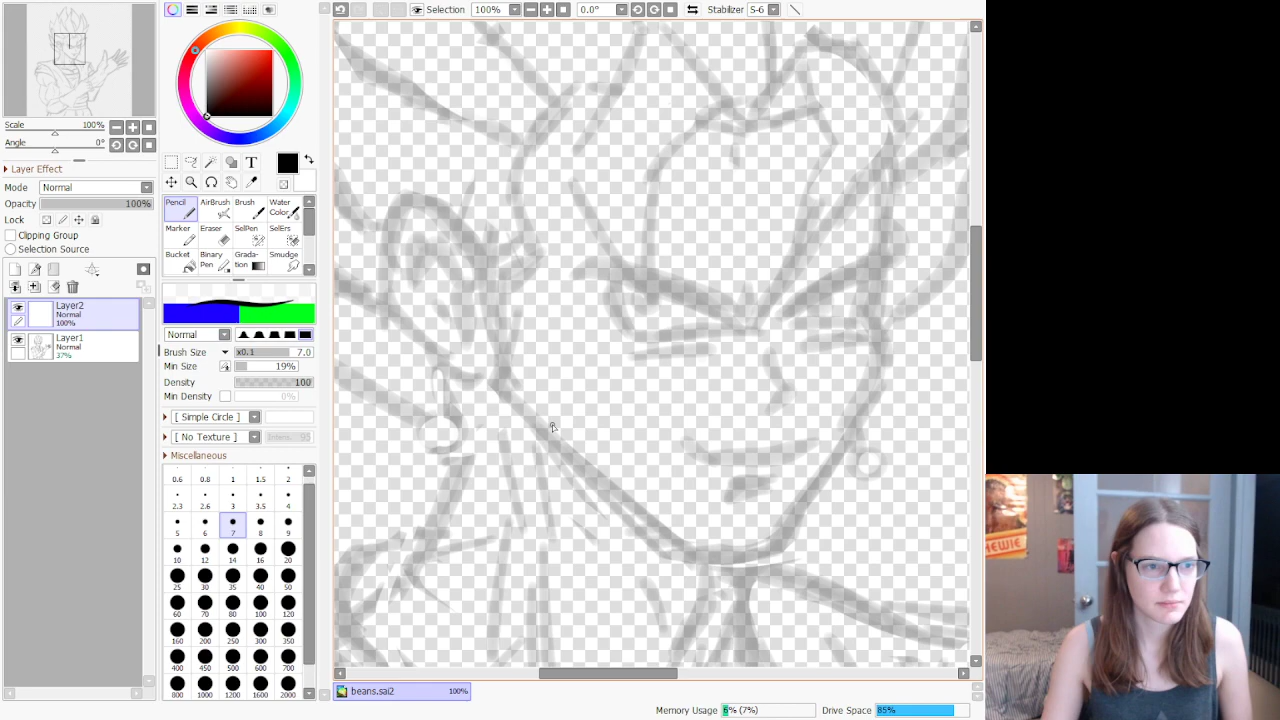 Selection
100%
0.0°
Stabilizer S-6
Scale 100%
Angle 0°
Layer Effect
Mode Normal
Opacity 100%
Lock
Clipping Group
Selection Source
Layer2
Normal
100%
Layer1
Normal
37%
T
Pencil AirBrush Brush Water Color
Marker Eraser SelPen SelErs
Bucket Binary Pen Grada-tion Smudge
Normal
Brush Size x0.1 7.0
Min Size 19%
Density 100
Min Density 0%
[ Simple Circle ]
[ No Texture ] Intens. 95
Miscellaneous
0.6 0.8 1 1.5 2
2.3 2.6 3 3.5 4
5 6 7 8 9
10 12 14 16 20
25 30 35 40 50
60 70 80 100 120
160 200 250 300 350
400 450 500 600 700
800 1000 1200 1600 2000
beans.sai2 100%
Memory Usage 6% (7%) Drive Space 85%
HEWIE